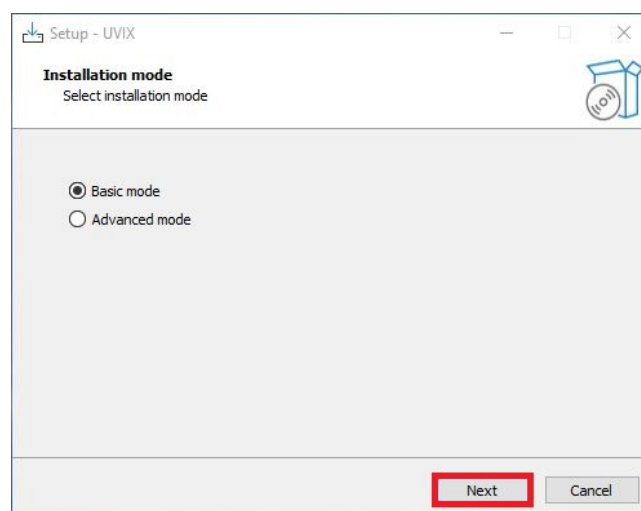 Setup - UVIX
Installation mode
Select installation mode
Basic mode
Advanced mode
Next
Cancel